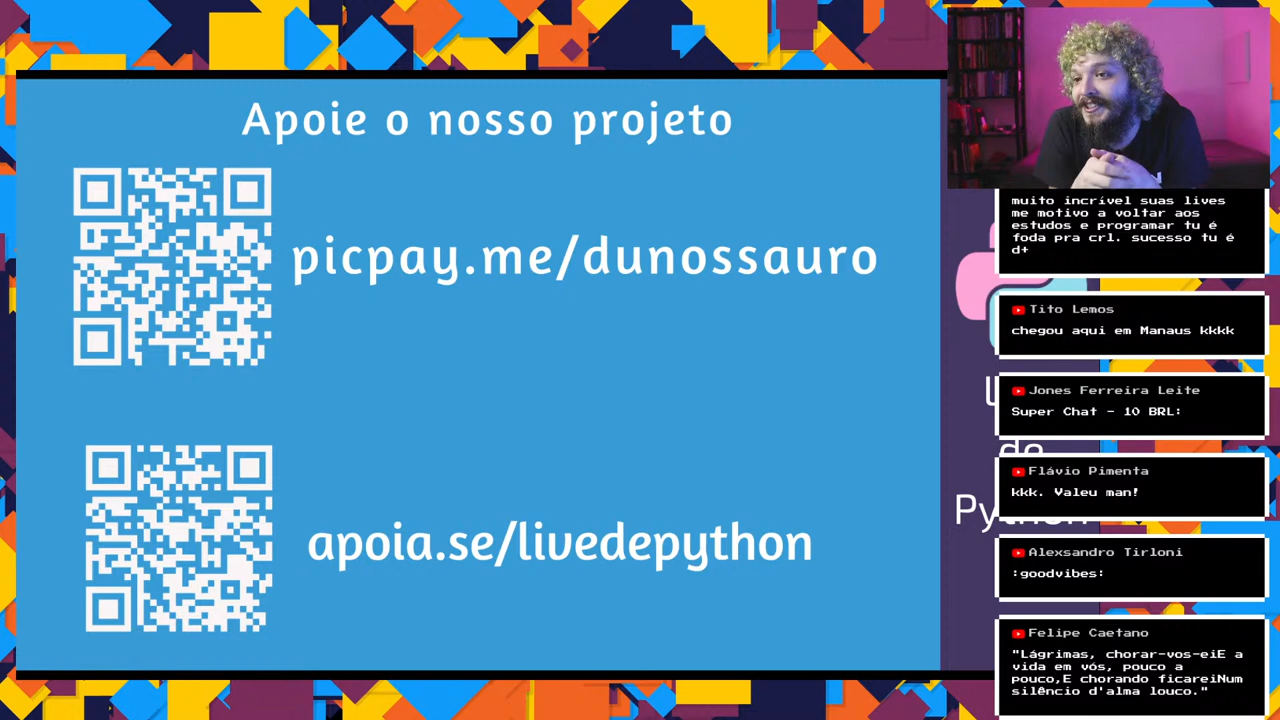 Apoie o nosso projeto
picpay.me/dunossauro
apoia.se/livedepython
de
Python
muito incrível suas lives
me motivo a voltar aos
estudos e programar tu é
foda pra crl. sucesso tu é
d+
Tito Lemos
chegou aqui em Manaus kkkk
Jones Ferreira Leite
Super Chat - 10 BRL:
Flávio Pimenta
kkk. Valeu man!
Alexsandro Tirloni
:goodvibes:
Felipe Caetano
"Lágrimas, chorar-vos-eiE a
vida em vós, pouco a
pouco,E chorando ficareiNum
silêncio d'alma louco."